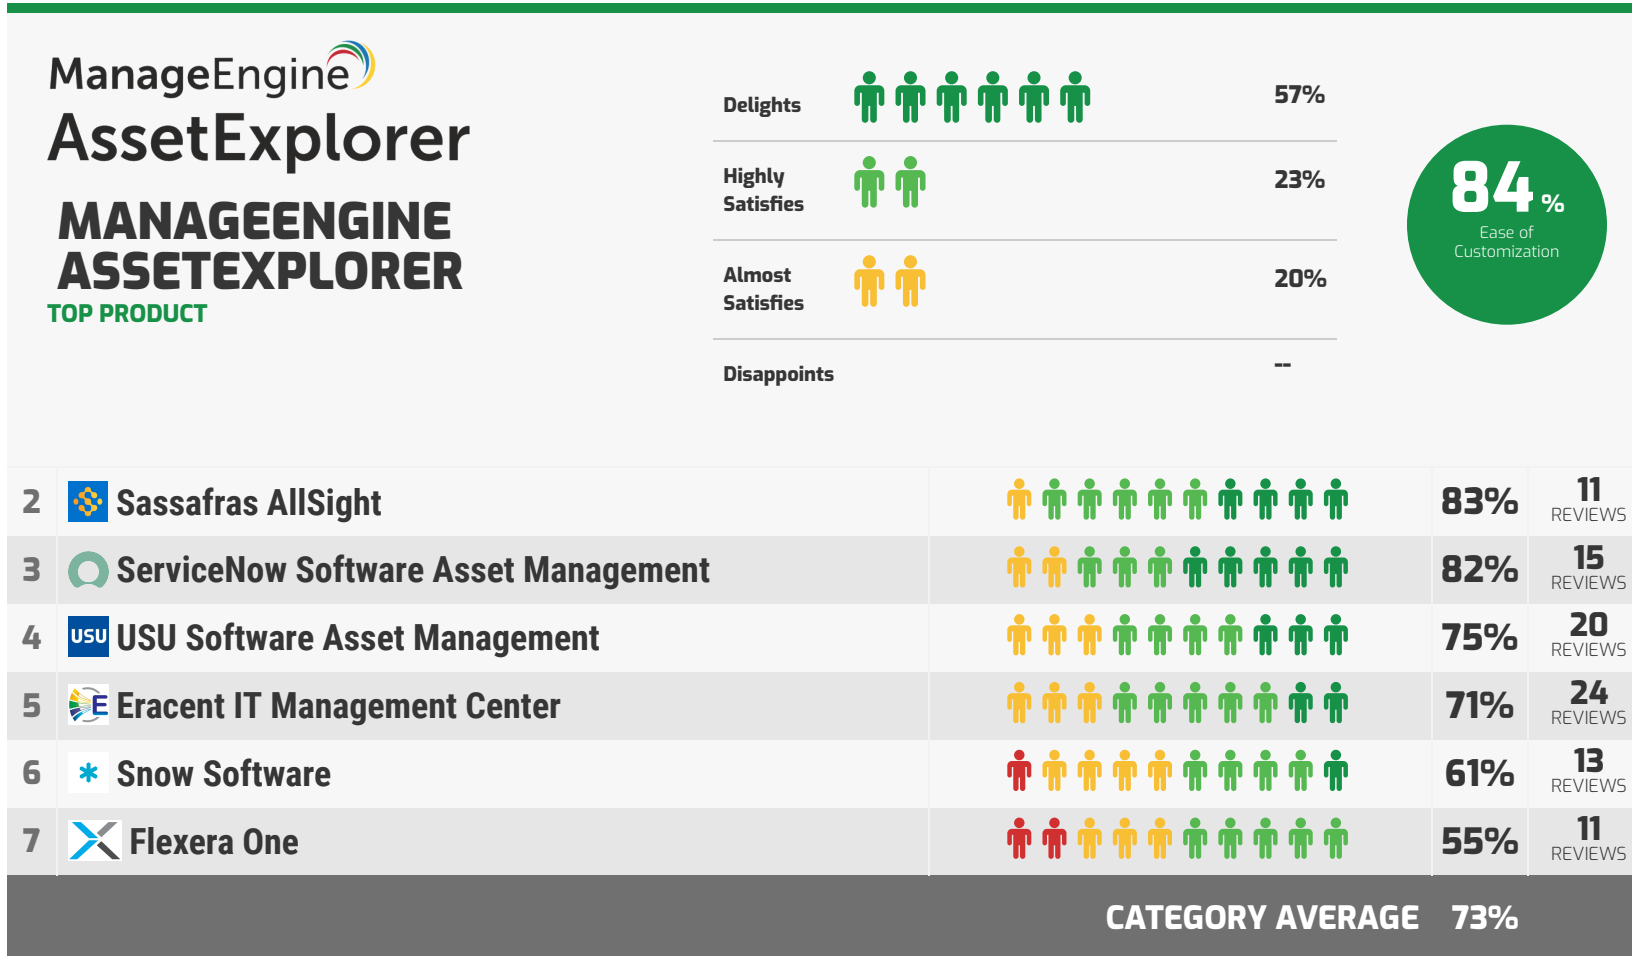 ManageEngine
AssetExplorer
MANAGEENGINE
ASSETEXPLORER
TOP PRODUCT
Delights 57%
Highly
Satisfies 23%
Almost
Satisfies 20%
Disappoints --
84 %
Ease of
Customization
2 Sassafras AllSight 83% 11
REVIEWS
3 ServiceNow Software Asset Management 82% 15
REVIEWS
4 USU USU Software Asset Management 75% 20
REVIEWS
5 E Eracent IT Management Center 71% 24
REVIEWS
6 Snow Software 61% 13
REVIEWS
7 Flexera One 55% 11
REVIEWS
CATEGORY AVERAGE 73%